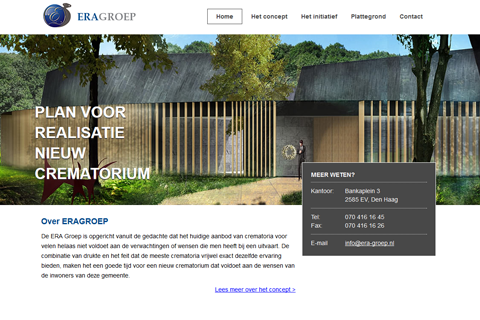 ERAGROEP
Home Het concept Het initiatief Plattegrond Contact
PLAN VOOR
REALISATIE
NIEUW
CREMATORIUM
MEER WETEN?
Kantoor: Bankaplein 3
2585 EV, Den Haag
Tel: 070 416 16 45
Fax: 070 416 16 26
E-mail info@era-groep.nl
Over ERAGROEP
De ERA Groep is opgericht vanuit de gedachte dat het huidige aanbod van crematoria voor
velen helaas niet voldoet aan de verwachtingen of wensen die men heeft bij een uitvaart. De
combinatie van drukte en het feit dat de meeste crematoria vrijwel exact dezelfde ervaring
bieden, maken het een goede tijd voor een nieuw crematorium dat voldoet aan de wensen van
de inwoners van deze gemeente.
Lees meer over het concept >